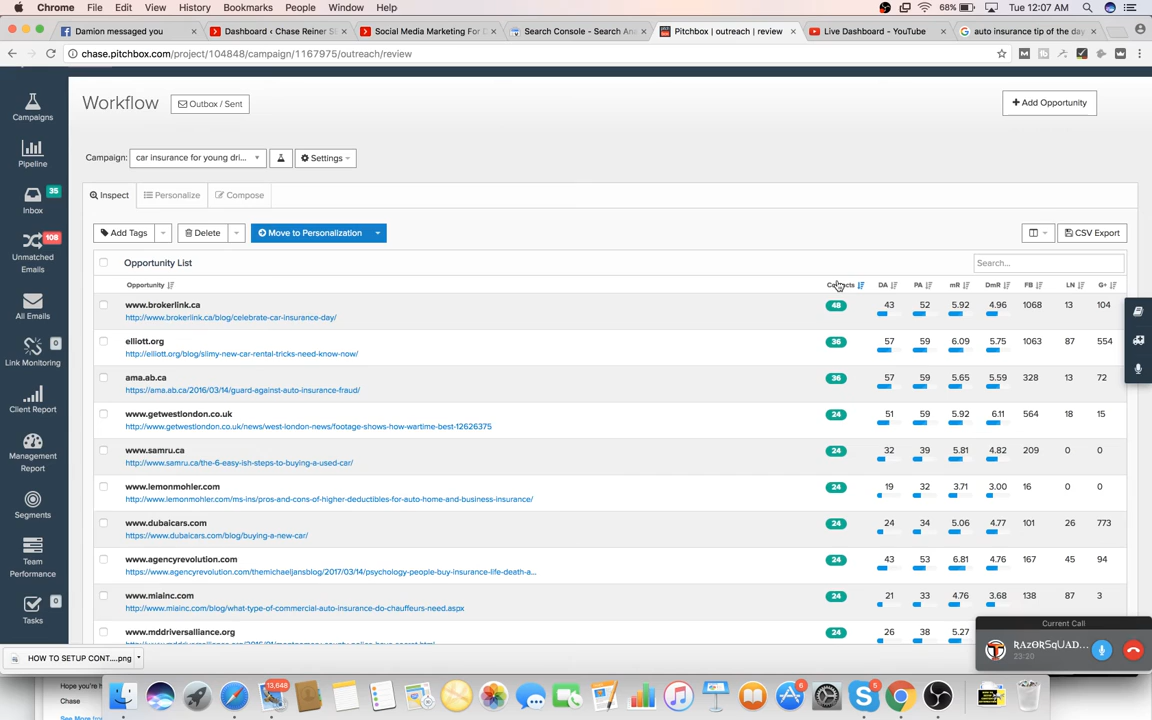 Chrome File Edit View History Bookmarks People Window Help 68% Tue 12:07 AM
Damion messaged you Dashboard ‹ Chase Reiner S Social Media Marketing For C Search Console - Search Ana Pitchbox | outreach | review Live Dashboard - YouTube auto insurance tip of the day
chase.pitchbox.com/project/104848/campaign/1167975/outreach/review
Campaigns
Pipeline
35
Inbox
108
Unmatched
Emails
All Emails
0
Link Monitoring
Client Report
Management
Report
Segments
Team
Performance
0
Tasks
Workflow Outbox / Sent + Add Opportunity
Campaign: car insurance for young dri... Settings
Inspect Personalize Compose
Add Tags Delete Move to Personalization CSV Export
Opportunity List Search...
Opportunity DA PA mR DmR FB LN G+
www.brokerlink.ca 48 43 52 5.92 4.96 1068 13 104
http://www.brokerlink.ca/blog/celebrate-car-insurance-day/
elliott.org 36 57 59 6.09 5.75 1063 87 554
http://elliott.org/blog/slimy-new-car-rental-tricks-need-know-now/
ama.ab.ca 36 57 59 5.65 5.59 328 13 72
https://ama.ab.ca/2016/03/14/guard-against-auto-insurance-fraud/
www.getwestlondon.co.uk 24 51 59 5.92 6.11 564 18 15
http://www.getwestlondon.co.uk/news/west-london-news/footage-shows-how-wartime-best-12626375
www.samru.ca 24 32 39 5.81 4.82 209 0 0
http://www.samru.ca/the-6-easy-ish-steps-to-buying-a-used-car/
www.lemonmohler.com 24 19 32 3.71 3.00 16 0 0
http://www.lemonmohler.com/ms-ins/pros-and-cons-of-higher-deductibles-for-auto-home-and-business-insurance/
www.dubaicars.com 24 24 34 5.06 4.77 101 26 773
https://www.dubaicars.com/blog/buying-a-new-car/
www.agencyrevolution.com 24 43 53 6.81 4.76 167 45 94
https://www.agencyrevolution.com/themichaeljansblog/2017/03/14/psychology-people-buy-insurance-life-death-a...
www.miainc.com 24 21 33 4.76 3.68 138 87 3
http://www.miainc.com/blog/what-type-of-commercial-auto-insurance-do-chauffeurs-need.aspx
www.mddriversalliance.org 24 26 38 5.27
Current Call
RAZORSQUAD...
23:20
HOW TO SETUP CONT....png
Hope you're
Chase
See More from
13,648
6
5